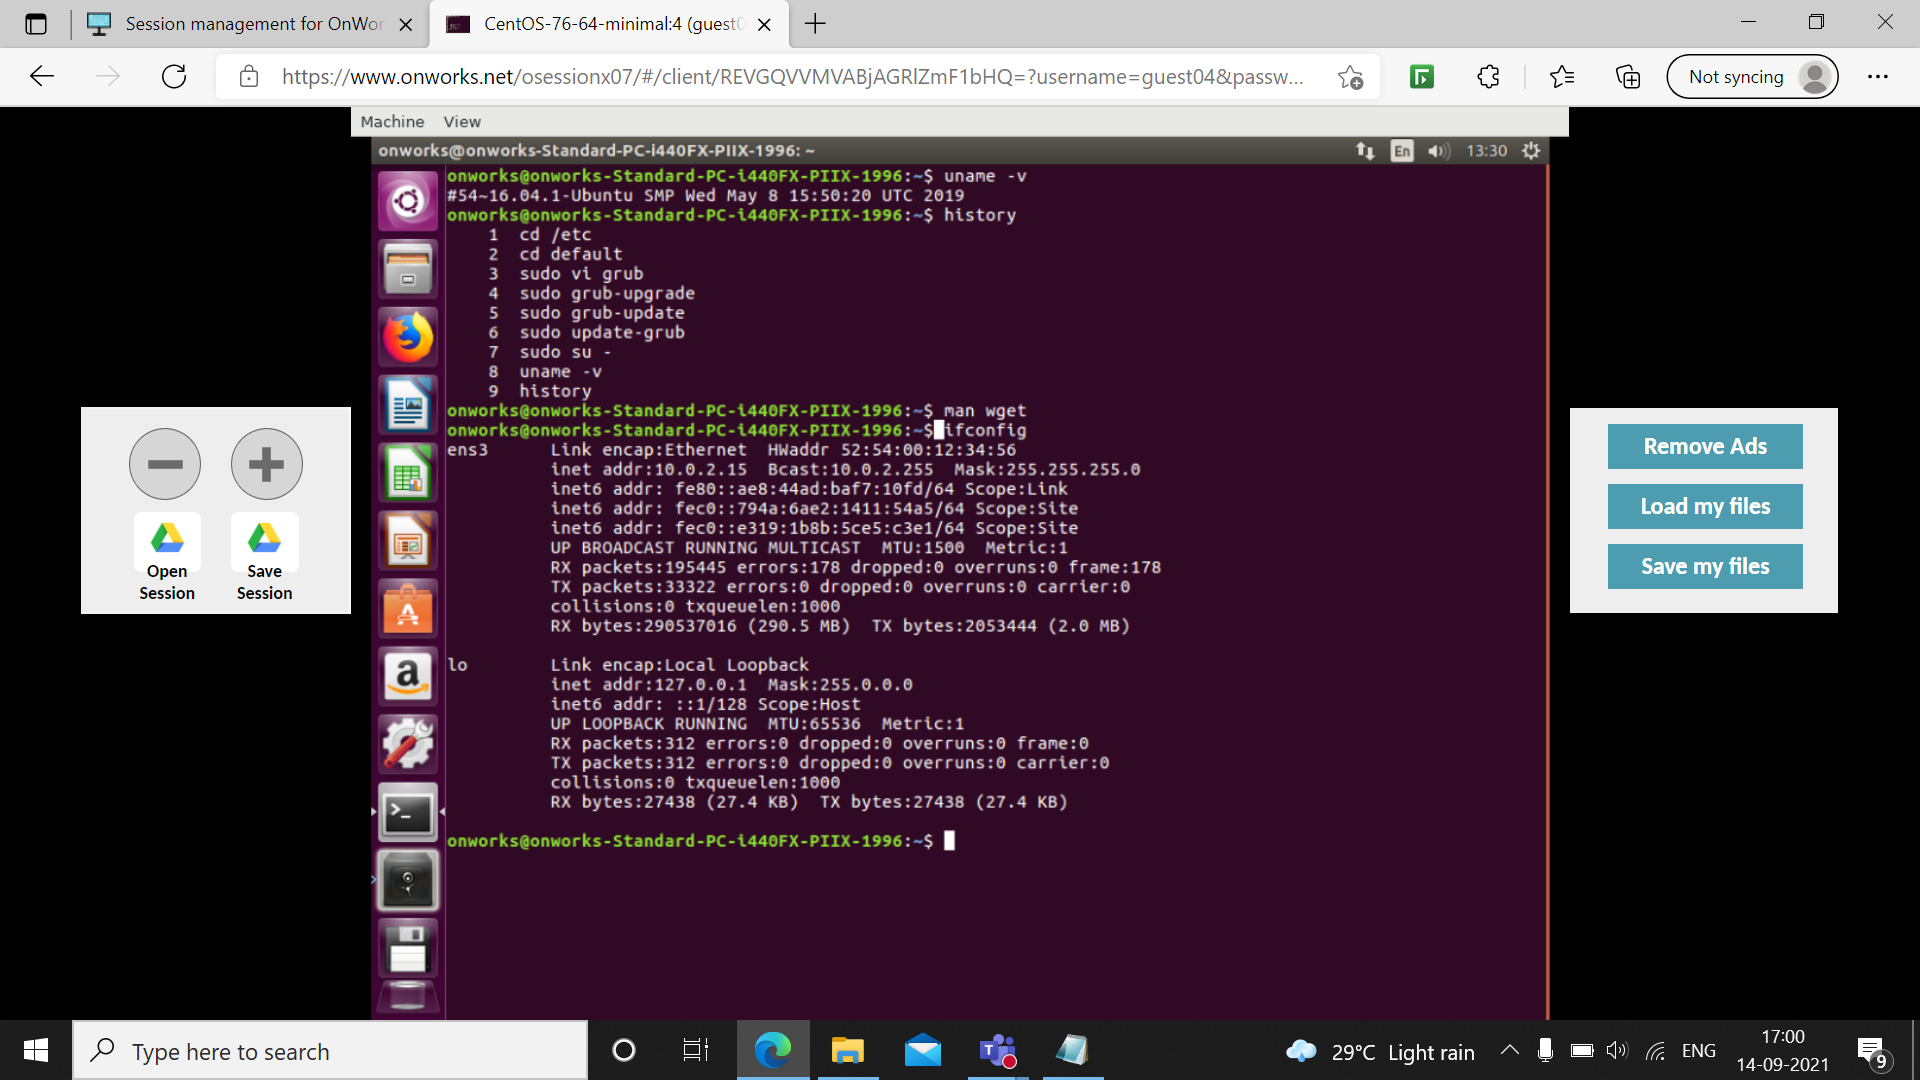 Session management for OnWor
CentOS-76-64-minimal:4 (guest0
https://www.onworks.net/osessionx07/#/client/REVGQVVMVABjAGRlZmF1bHQ=?username=guest04&passw...
Not syncing
Machine View
onworks@onworks-Standard-PC-i440FX-PIIX-1996: ~
En 13:30
onworks@onworks-Standard-PC-i440FX-PIIX-1996:~$ uname -v
#54~16.04.1-Ubuntu SMP Wed May 8 15:50:20 UTC 2019
onworks@onworks-Standard-PC-i440FX-PIIX-1996:~$ history
1 cd /etc
2 cd default
3 sudo vi grub
4 sudo grub-upgrade
5 sudo grub-update
6 sudo update-grub
7 sudo su -
8 uname -v
9 history
onworks@onworks-Standard-PC-i440FX-PIIX-1996:~$ man wget
onworks@onworks-Standard-PC-i440FX-PIIX-1996:~$ ifconfig
ens3 Link encap:Ethernet HWaddr 52:54:00:12:34:56
inet addr:10.0.2.15 Bcast:10.0.2.255 Mask:255.255.255.0
inet6 addr: fe80::ae8:44ad:baf7:10fd/64 Scope:Link
inet6 addr: fec0::794a:6ae2:1411:54a5/64 Scope:Site
inet6 addr: fec0::e319:1b8b:5ce5:c3e1/64 Scope:Site
UP BROADCAST RUNNING MULTICAST MTU:1500 Metric:1
RX packets:195445 errors:178 dropped:0 overruns:0 frame:178
TX packets:33322 errors:0 dropped:0 overruns:0 carrier:0
collisions:0 txqueuelen:1000
RX bytes:290537016 (290.5 MB) TX bytes:2053444 (2.0 MB)
lo Link encap:Local Loopback
inet addr:127.0.0.1 Mask:255.0.0.0
inet6 addr: ::1/128 Scope:Host
UP LOOPBACK RUNNING MTU:65536 Metric:1
RX packets:312 errors:0 dropped:0 overruns:0 frame:0
TX packets:312 errors:0 dropped:0 overruns:0 carrier:0
collisions:0 txqueuelen:1000
RX bytes:27438 (27.4 KB) TX bytes:27438 (27.4 KB)
onworks@onworks-Standard-PC-i440FX-PIIX-1996:~$
Open Session
Save Session
Remove Ads
Load my files
Save my files
Type here to search
29°C Light rain
ENG
17:00
14-09-2021
9